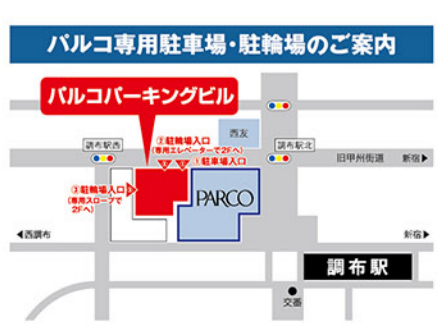 パルコ専用駐車場・駐輪場のご案内
パルコパーキングビル
西友
調布駅西
②駐輪場入口
(専用エレベーターで2Fへ)
①駐車場入口
調布駅北
旧甲州街道 新宿▶
③駐輪場入口
(専用スロープで
2Fへ)
PARCO
◀西調布
新宿▶
調布駅
交番